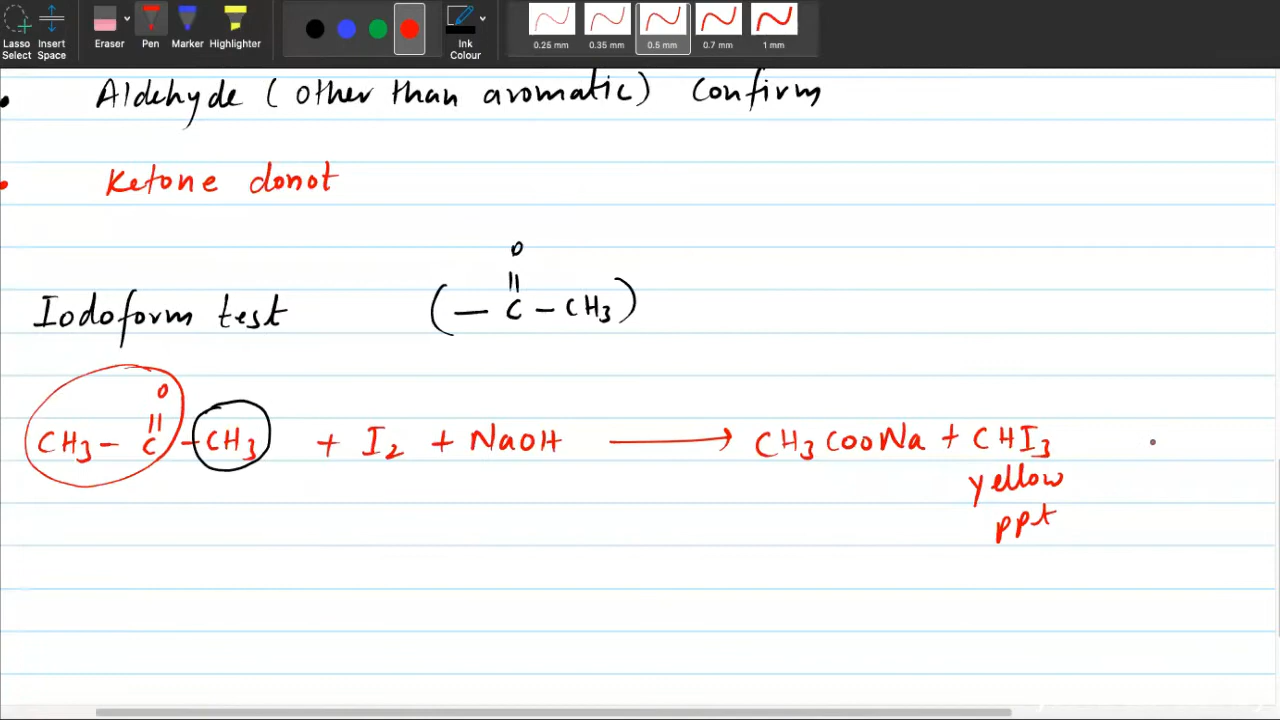 Lasso Select
Insert Space
Eraser
Pen
Marker
Highlighter
Ink Colour
0.25 mm
0.35 mm
0.5 mm
0.7 mm
1 mm
Aldehyde (other than aromatic) confirm
Ketone donot
O
Iodoform test (— C – CH3)
O
CH3 – C – CH3 + I2 + NaOH ⟶ CH3COONa + CHI3
yellow
ppt